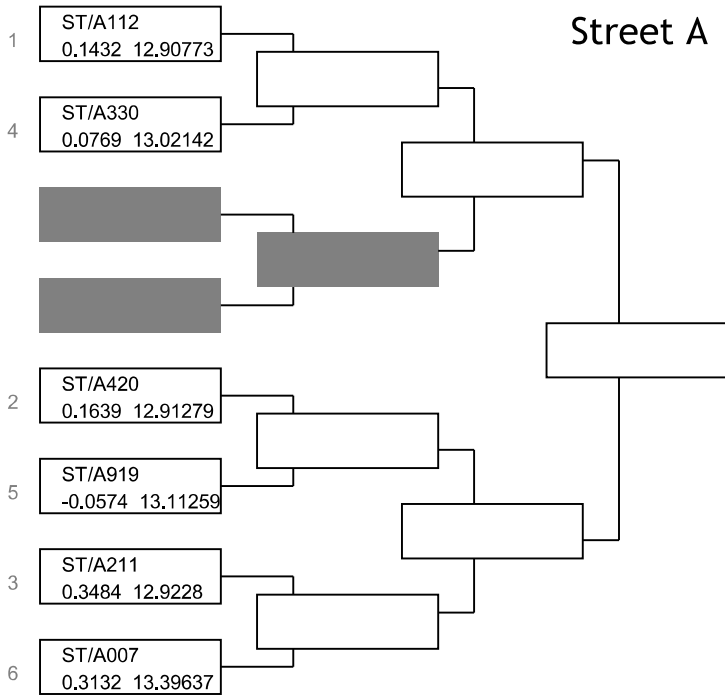 Street A
1
ST/A112
0.1432 12.90773
4
ST/A330
0.0769 13.02142
2
ST/A420
0.1639 12.91279
5
ST/A919
-0.0574 13.11259
3
ST/A211
0.3484 12.9228
6
ST/A007
0.3132 13.39637